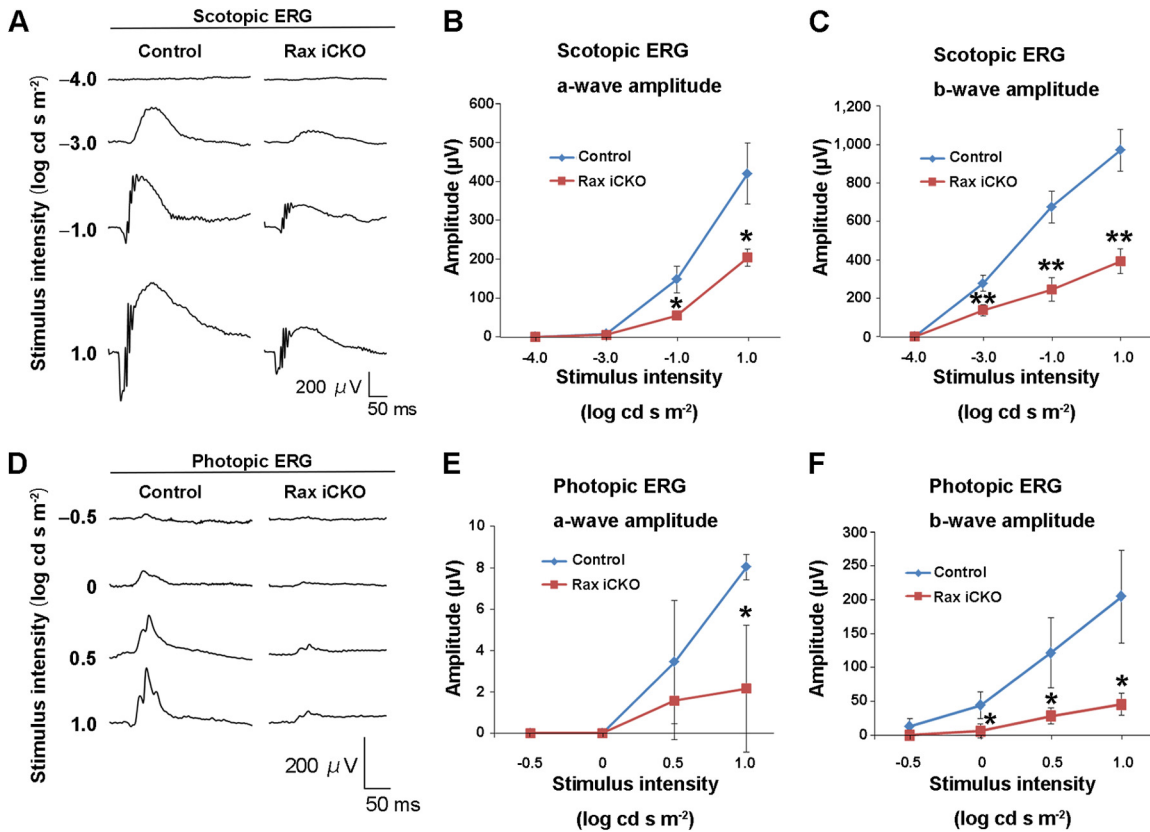 A
Scotopic ERG
Control Rax iCKO
Stimulus intensity (log cd s m-2)
–4.0
–3.0
–1.0
1.0
200 µV
50 ms
B
Scotopic ERG
a-wave amplitude
Amplitude (µV)
600
500
400
300
200
100
0
Control
Rax iCKO
*
*
-4.0 -3.0 -1.0 1.0
Stimulus intensity
(log cd s m-2)
C
Scotopic ERG
b-wave amplitude
Amplitude (µV)
1,200
1,000
800
600
400
200
0
Control
Rax iCKO
**
**
**
-4.0 -3.0 -1.0 1.0
Stimulus intensity
(log cd s m-2)
D
Photopic ERG
Control Rax iCKO
Stimulus intensity (log cd s m-2)
–0.5
0
0.5
1.0
200 µV
50 ms
E
Photopic ERG
a-wave amplitude
Amplitude (µV)
10
8
6
4
2
0
Control
Rax iCKO
*
-0.5 0 0.5 1.0
Stimulus intensity
(log cd s m-2)
F
Photopic ERG
b-wave amplitude
Amplitude (µV)
300
250
200
150
100
50
0
Control
Rax iCKO
*
*
*
-0.5 0 0.5 1.0
Stimulus intensity
(log cd s m-2)